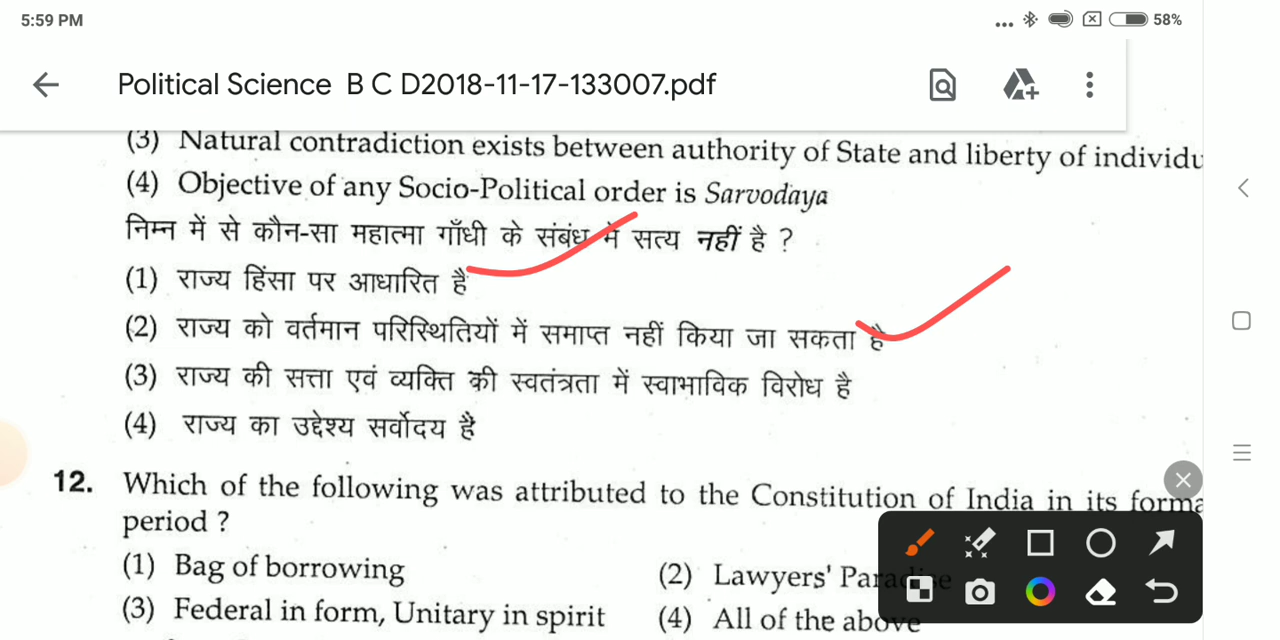 5:59 PM
58%
Political Science B C D2018-11-17-133007.pdf
(3) Natural contradiction exists between authority of State and liberty of individu
(4) Objective of any Socio-Political order is Sarvodaya
निम्न में से कौन-सा महात्मा गाँधी के संबंध में सत्य नहीं है ?
(1) राज्य हिंसा पर आधारित है
(2) राज्य को वर्तमान परिस्थितियों में समाप्त नहीं किया जा सकता है
(3) राज्य की सत्ता एवं व्यक्ति की स्वतंत्रता में स्वाभाविक विरोध है
(4) राज्य का उद्देश्य सर्वोदय है
12. Which of the following was attributed to the Constitution of India in its forma
period ?
(1) Bag of borrowing
(2) Lawyers' Paradise
(3) Federal in form, Unitary in spirit
(4) All of the above